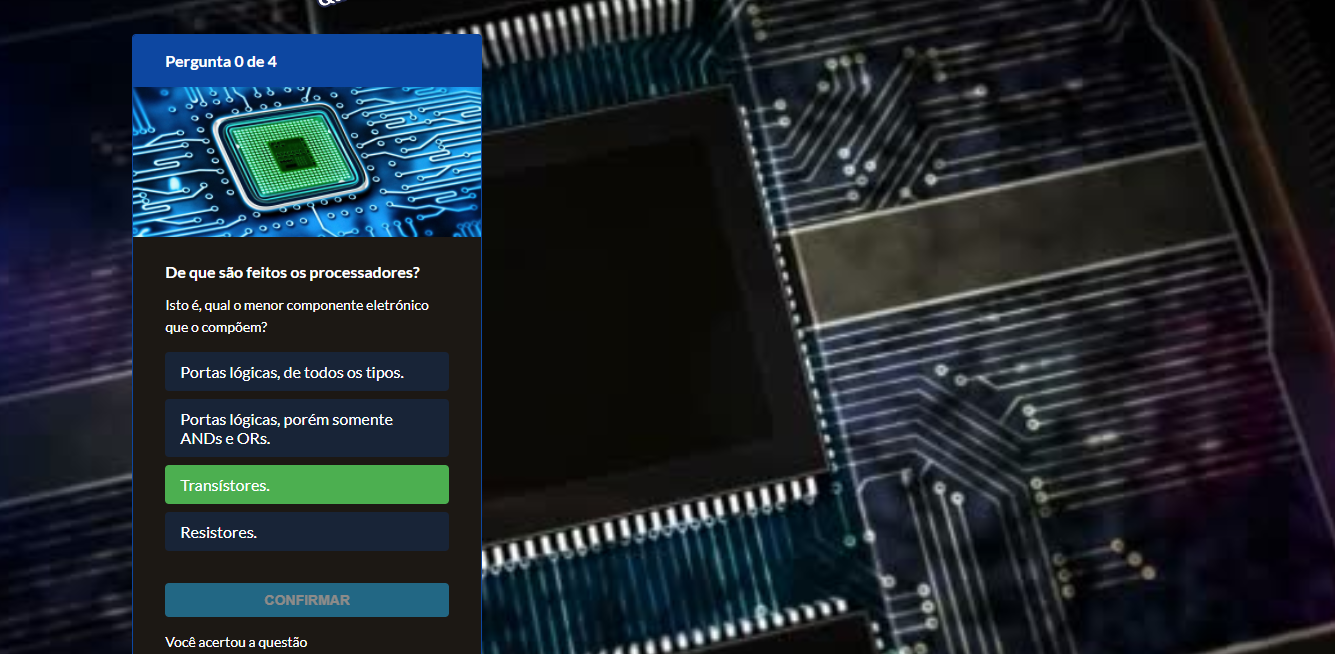 Pergunta 0 de 4
De que são feitos os processadores?
Isto é, qual o menor componente eletrónico
que o compõem?
Portas lógicas, de todos os tipos.
Portas lógicas, porém somente
ANDs e ORs.
Transístores.
Resistores.
CONFIRMAR
Você acertou a questão